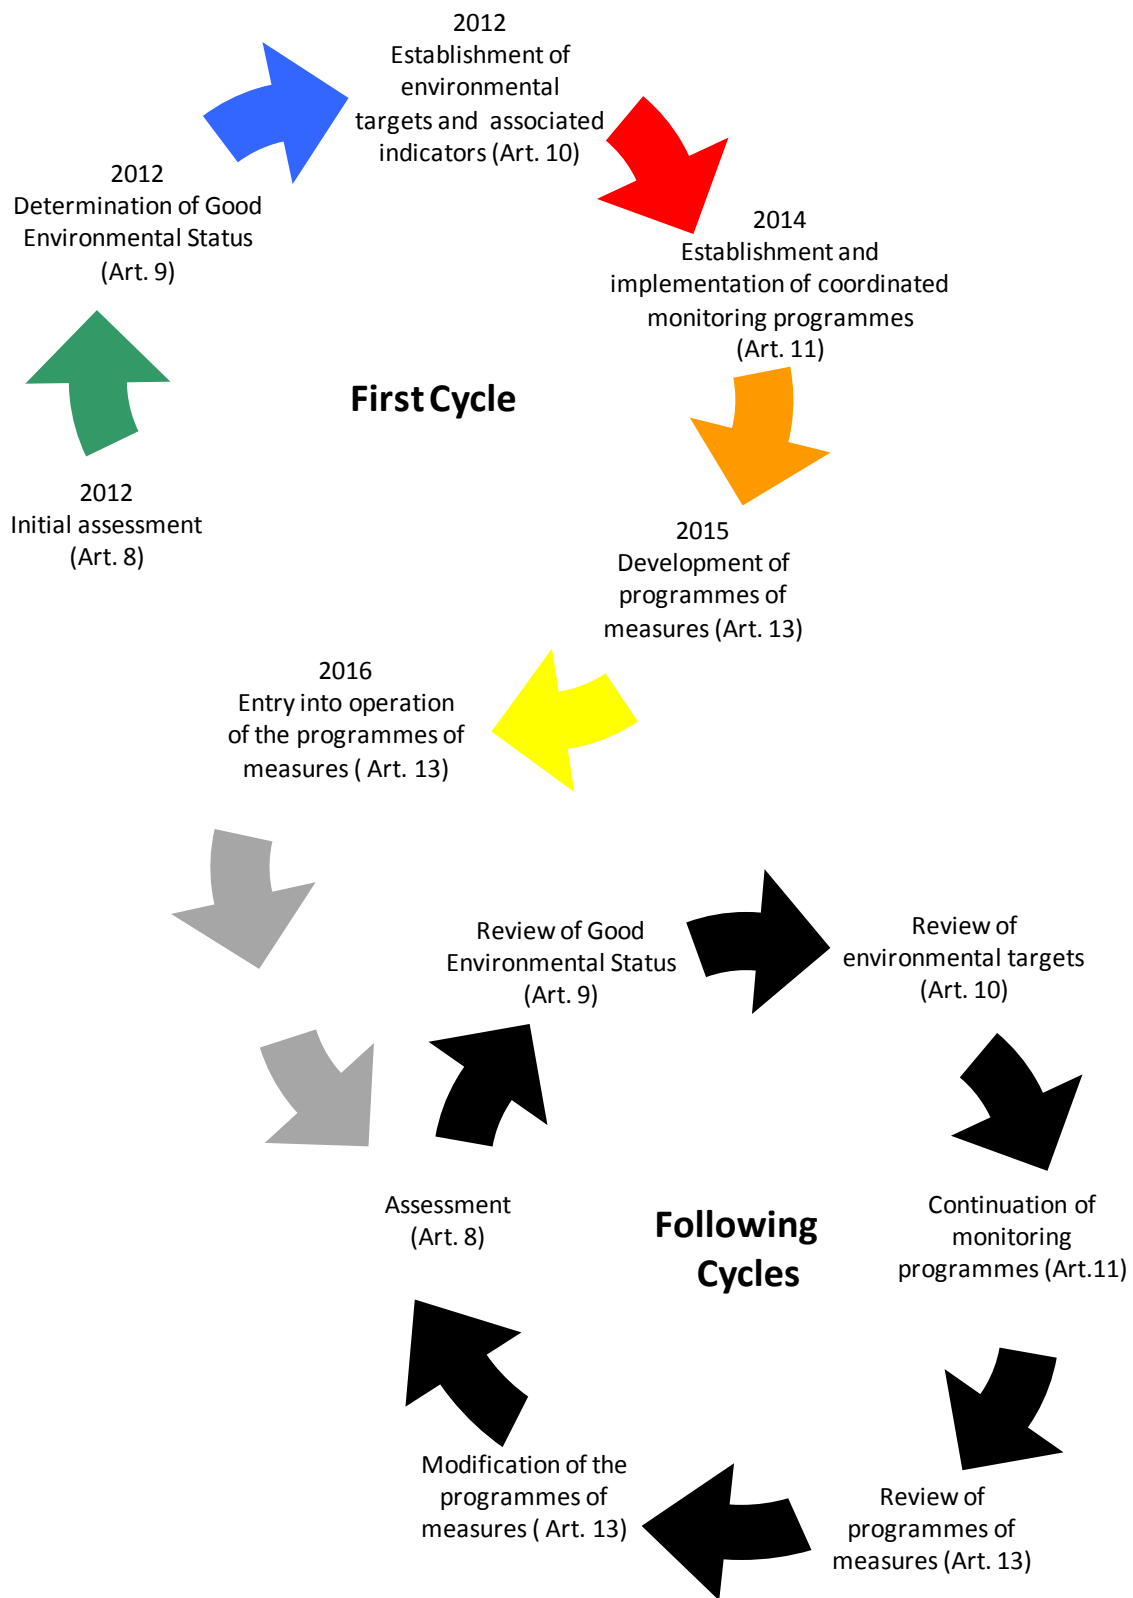 2012
Establishment of
environmental
targets and associated
indicators (Art. 10)
2012
Determination of Good
Environmental Status
(Art. 9)
2014
Establishment and
implementation of coordinated
monitoring programmes
(Art. 11)
First Cycle
2012
Initial assessment
(Art. 8)
2015
Development of
programmes of
measures (Art. 13)
2016
Entry into operation
of the programmes of
measures ( Art. 13)
Review of Good
Environmental Status
(Art. 9)
Review of
environmental targets
(Art. 10)
Assessment
(Art. 8)
Following
Cycles
Continuation of
monitoring
programmes (Art.11)
Modification of the
programmes of
measures ( Art. 13)
Review of
programmes of
measures (Art. 13)